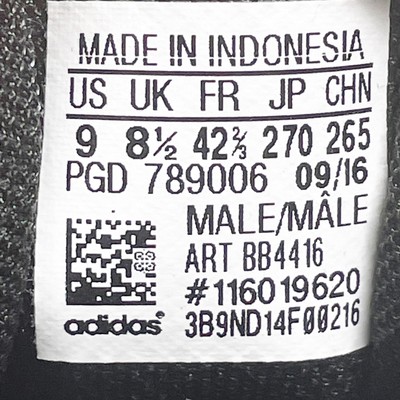 MADE IN INDONESIA
US UK FR JP CHN
9 8½ 42⅔ 270 265
PGD 789006 09/16
MALE/MÂLE
ART BB4416
#116019620
adidas® 3B9ND14F00216